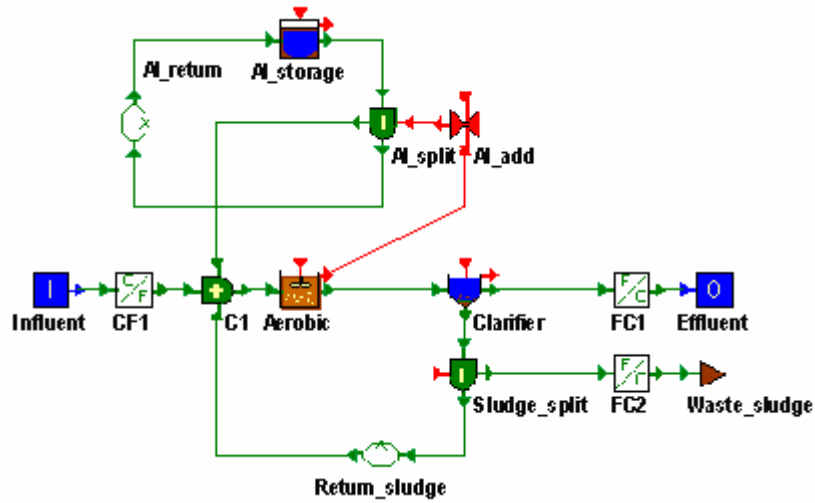 Al_return
Al_storage
Al_split
Al_add
I
C/F
F/C
O
Influent
CF1
C1
Aerobic
Clarifier
FC1
Effluent
Sludge_split
FC2
Waste_sludge
Return_sludge